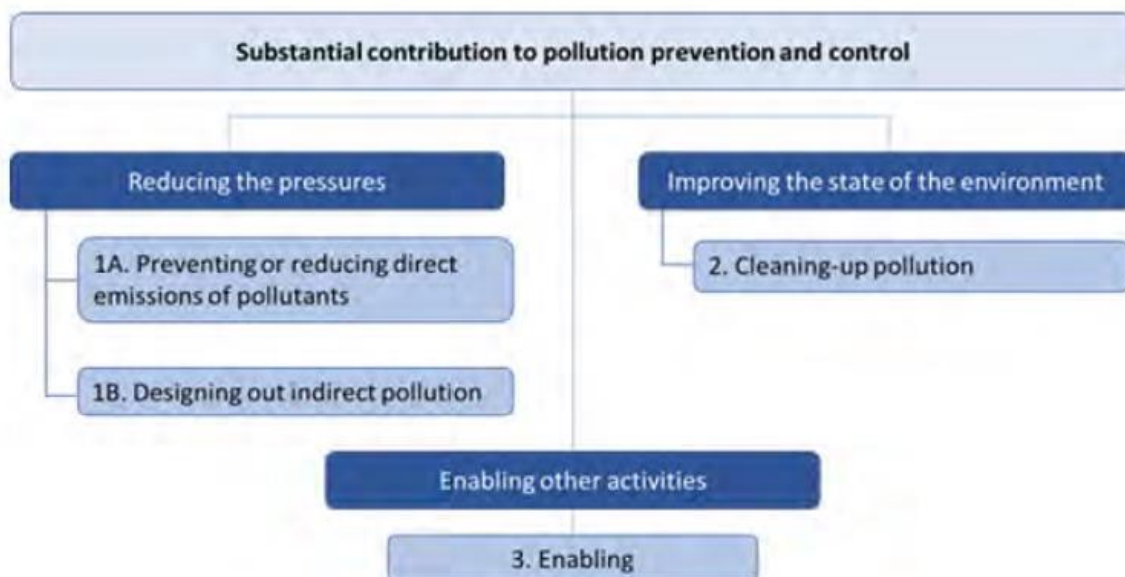 Substantial contribution to pollution prevention and control
Reducing the pressures
1A. Preventing or reducing direct
emissions of pollutants
1B. Designing out indirect pollution
Improving the state of the environment
2. Cleaning-up pollution
Enabling other activities
3. Enabling